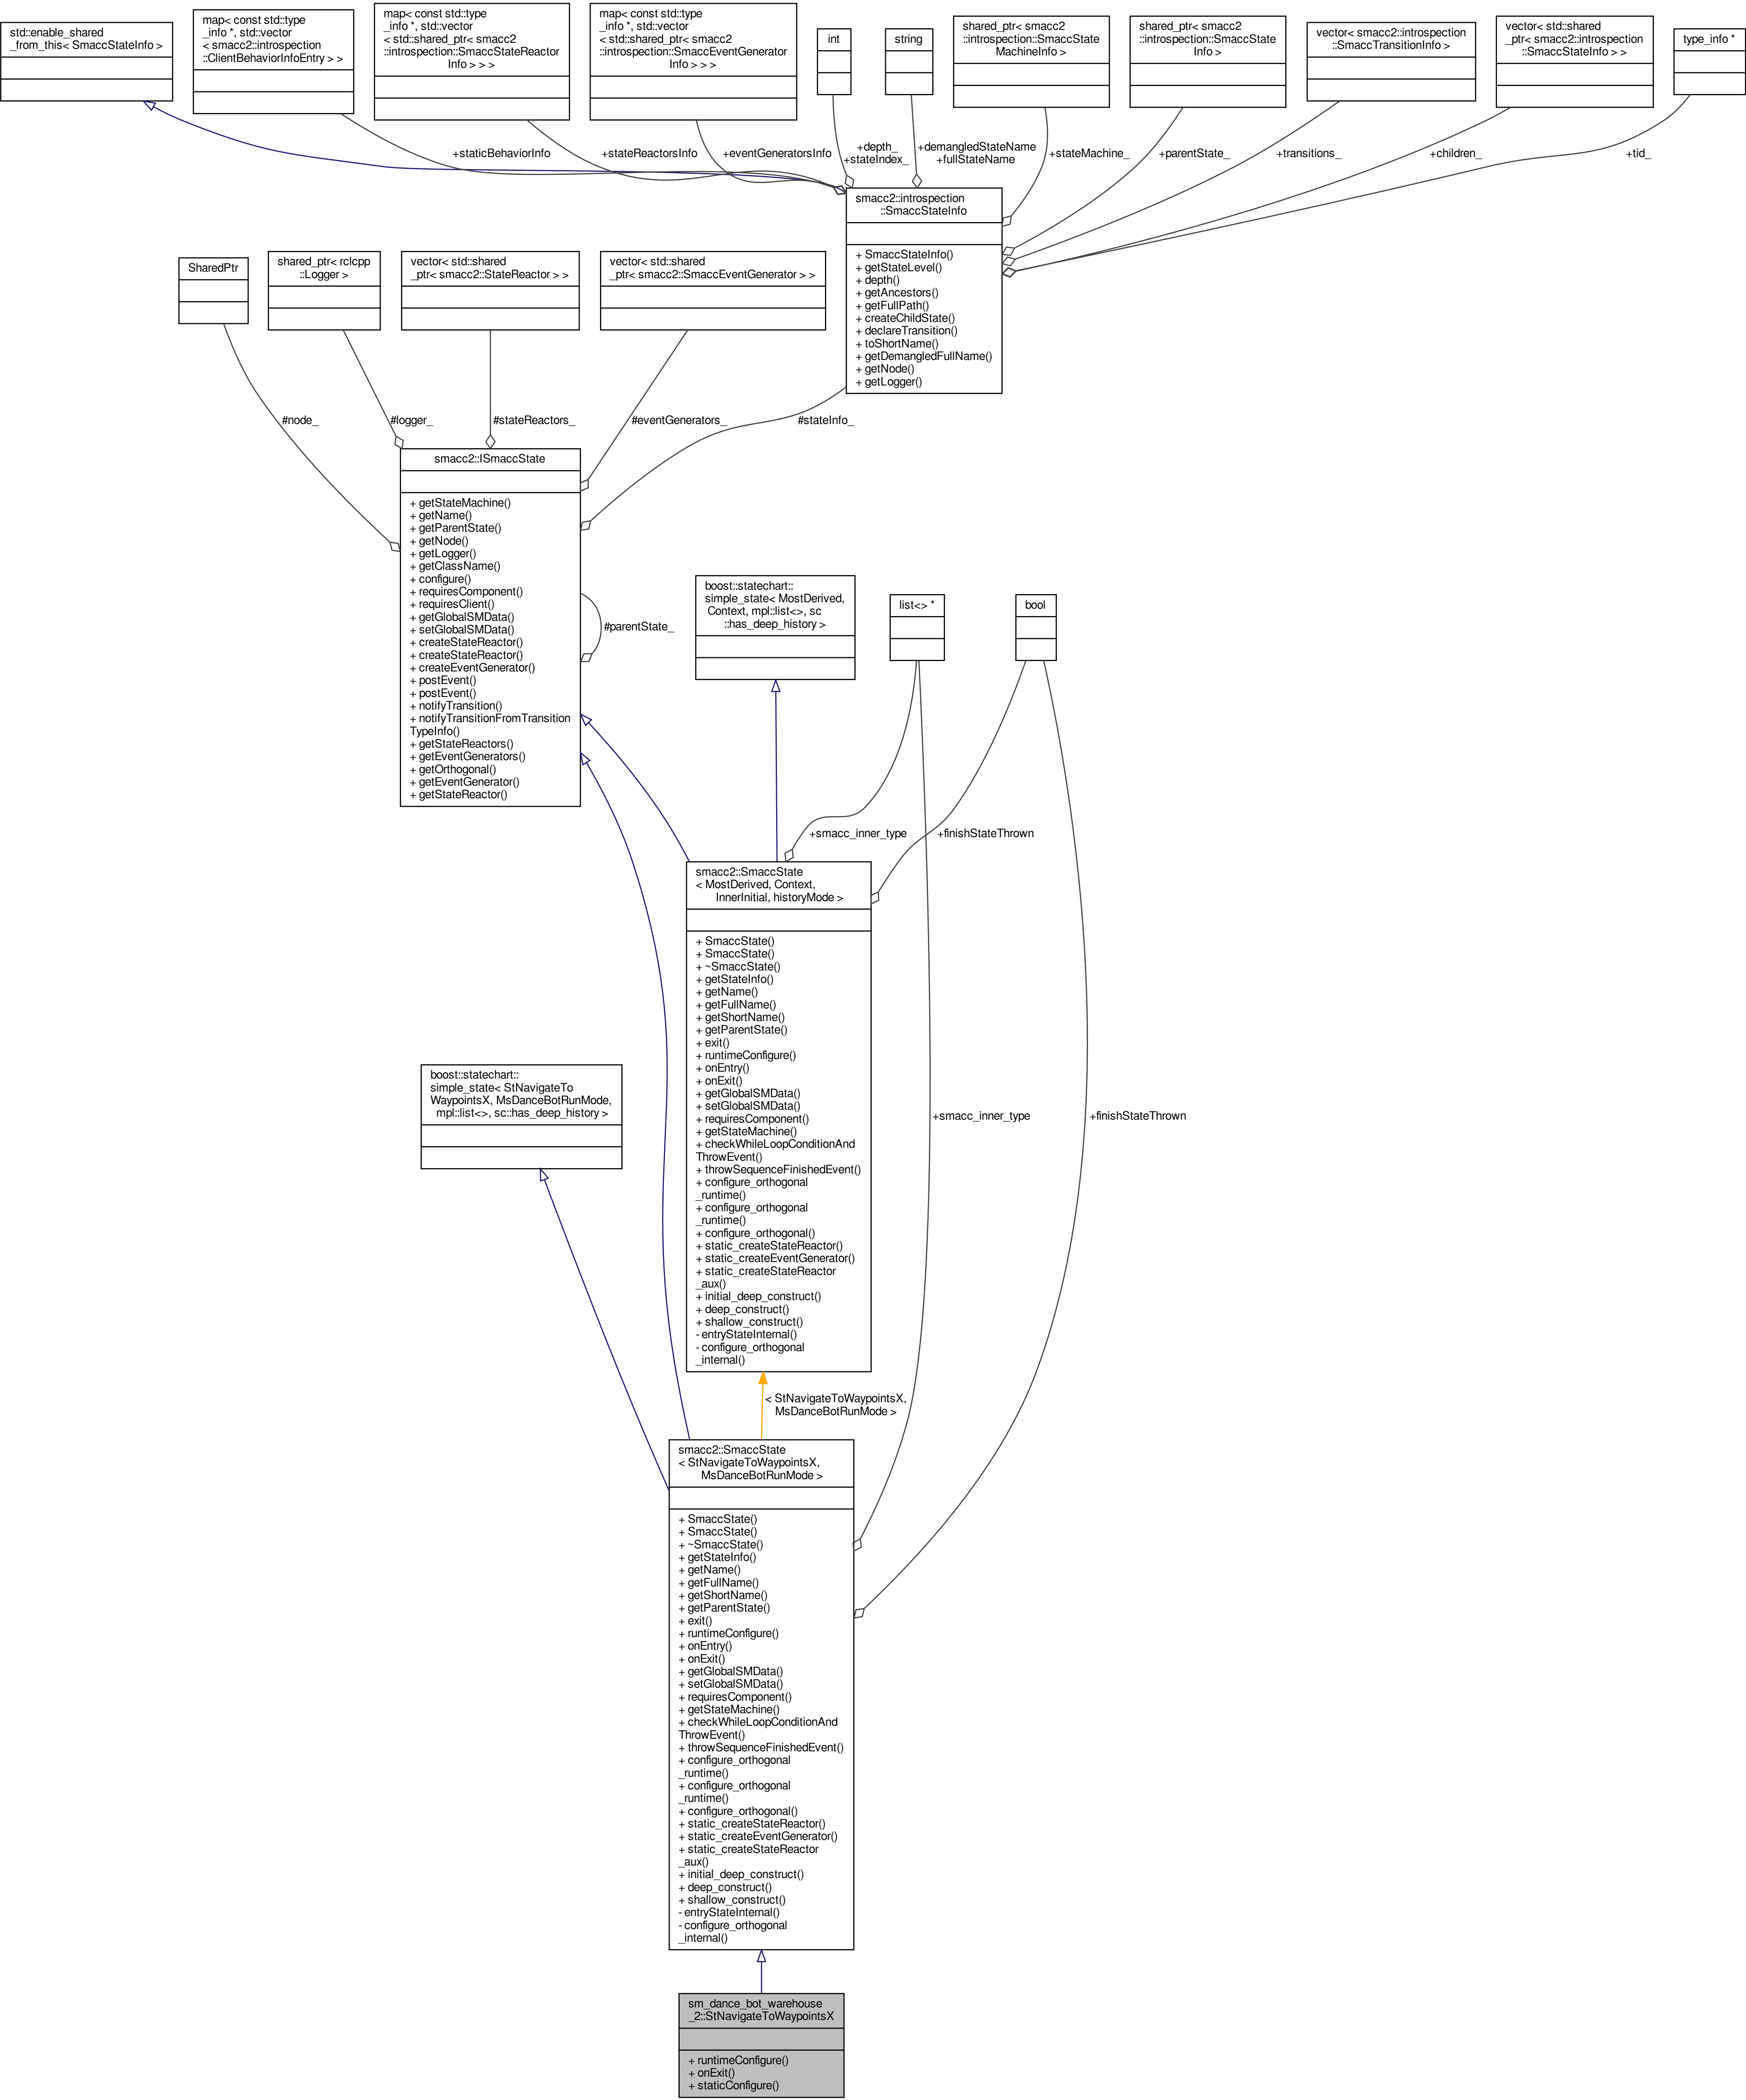 std::enable_shared
_from_this< SmaccStateInfo >
map< const std::type
_info *, std::vector
< smacc2::introspection
::ClientBehaviorInfoEntry > >
map< const std::type
_info *, std::vector
< std::shared_ptr< smacc2
::introspection::SmaccStateReactor
Info > > >
map< const std::type
_info *, std::vector
< std::shared_ptr< smacc2
::introspection::SmaccEventGenerator
Info > > >
int
string
shared_ptr< smacc2
::introspection::SmaccState
MachineInfo >
shared_ptr< smacc2
::introspection::SmaccState
Info >
vector< smacc2::introspection
::SmaccTransitionInfo >
vector< std::shared
_ptr< smacc2::introspection
::SmaccStateInfo > >
type_info *
+staticBehaviorInfo
+stateReactorsInfo
+eventGeneratorsInfo
+depth_
+stateIndex_
+demangledStateName
+fullStateName
+stateMachine_
+parentState_
+transitions_
+children_
+tid_
smacc2::introspection
::SmaccStateInfo
+ SmaccStateInfo()
+ getStateLevel()
+ depth()
+ getAncestors()
+ getFullPath()
+ createChildState()
+ declareTransition()
+ toShortName()
+ getDemangledFullName()
+ getNode()
+ getLogger()
SharedPtr
shared_ptr< rclcpp
::Logger >
vector< std::shared
_ptr< smacc2::StateReactor > >
vector< std::shared
_ptr< smacc2::SmaccEventGenerator > >
#node_
#logger_
#stateReactors_
#eventGenerators_
#stateInfo_
smacc2::ISmaccState
+ getStateMachine()
+ getName()
+ getParentState()
+ getNode()
+ getLogger()
+ getClassName()
+ configure()
+ requiresComponent()
+ requiresClient()
+ getGlobalSMData()
+ setGlobalSMData()
+ createStateReactor()
+ createStateReactor()
+ createEventGenerator()
+ postEvent()
+ postEvent()
+ notifyTransition()
+ notifyTransitionFromTransition
TypeInfo()
+ getStateReactors()
+ getEventGenerators()
+ getOrthogonal()
+ getEventGenerator()
+ getStateReactor()
#parentState_
boost::statechart::
simple_state< MostDerived,
Context, mpl::list<>, sc
::has_deep_history >
list<> *
bool
+smacc_inner_type
+finishStateThrown
smacc2::SmaccState
< MostDerived, Context,
InnerInitial, historyMode >
+ SmaccState()
+ SmaccState()
+ ~SmaccState()
+ getStateInfo()
+ getName()
+ getFullName()
+ getShortName()
+ getParentState()
+ exit()
+ runtimeConfigure()
+ onEntry()
+ onExit()
+ getGlobalSMData()
+ setGlobalSMData()
+ requiresComponent()
+ getStateMachine()
+ checkWhileLoopConditionAnd
ThrowEvent()
+ throwSequenceFinishedEvent()
+ configure_orthogonal
_runtime()
+ configure_orthogonal
_runtime()
+ configure_orthogonal()
+ static_createStateReactor()
+ static_createEventGenerator()
+ static_createStateReactor
_aux()
+ initial_deep_construct()
+ deep_construct()
+ shallow_construct()
- entryStateInternal()
- configure_orthogonal
_internal()
boost::statechart::
simple_state< StNavigateTo
WaypointsX, MsDanceBotRunMode,
mpl::list<>, sc::has_deep_history >
+smacc_inner_type
+finishStateThrown
< StNavigateToWaypointsX,
MsDanceBotRunMode >
smacc2::SmaccState
< StNavigateToWaypointsX,
MsDanceBotRunMode >
+ SmaccState()
+ SmaccState()
+ ~SmaccState()
+ getStateInfo()
+ getName()
+ getFullName()
+ getShortName()
+ getParentState()
+ exit()
+ runtimeConfigure()
+ onEntry()
+ onExit()
+ getGlobalSMData()
+ setGlobalSMData()
+ requiresComponent()
+ getStateMachine()
+ checkWhileLoopConditionAnd
ThrowEvent()
+ throwSequenceFinishedEvent()
+ configure_orthogonal
_runtime()
+ configure_orthogonal
_runtime()
+ configure_orthogonal()
+ static_createStateReactor()
+ static_createEventGenerator()
+ static_createStateReactor
_aux()
+ initial_deep_construct()
+ deep_construct()
+ shallow_construct()
- entryStateInternal()
- configure_orthogonal
_internal()
sm_dance_bot_warehouse
_2::StNavigateToWaypointsX
+ runtimeConfigure()
+ onExit()
+ staticConfigure()